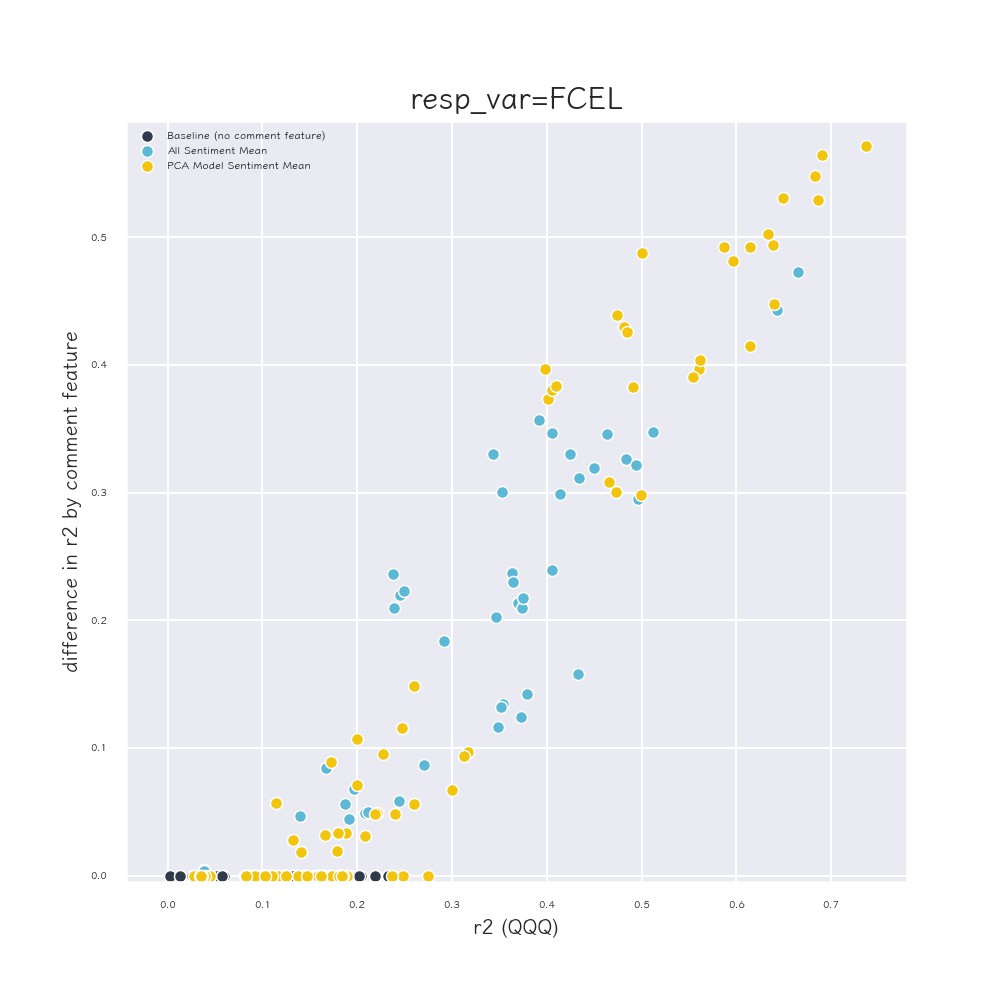 resp_var=FCEL
Baseline (no comment feature)
All Sentiment Mean
PCA Model Sentiment Mean
difference in r2 by comment feature
0.5
0.4
0.3
0.2
0.1
0.0
0.0 0.1 0.2 0.3 0.4 0.5 0.6 0.7
r2 (QQQ)